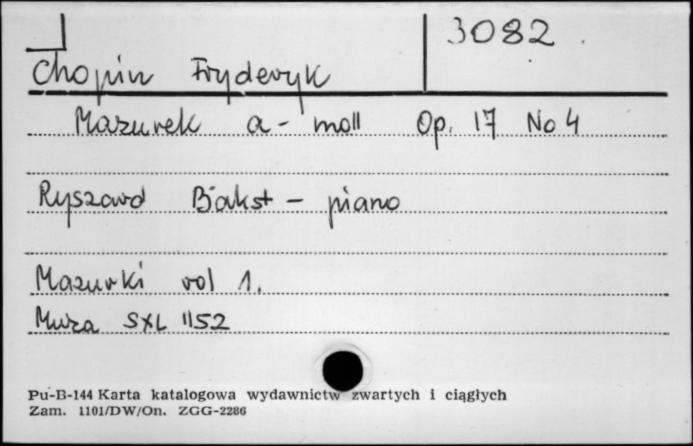 3082
Chopin Fryderyk
Mazurek a-moll Op. 17 No 4
Ryszard Bakst - piano
Mazurki vol 1.
Muza SXL 1152
Pu-B-144 Karta katalogowa wydawnictw zwartych i ciągłych
Zam. 1101/DW/On. ZGG-2286